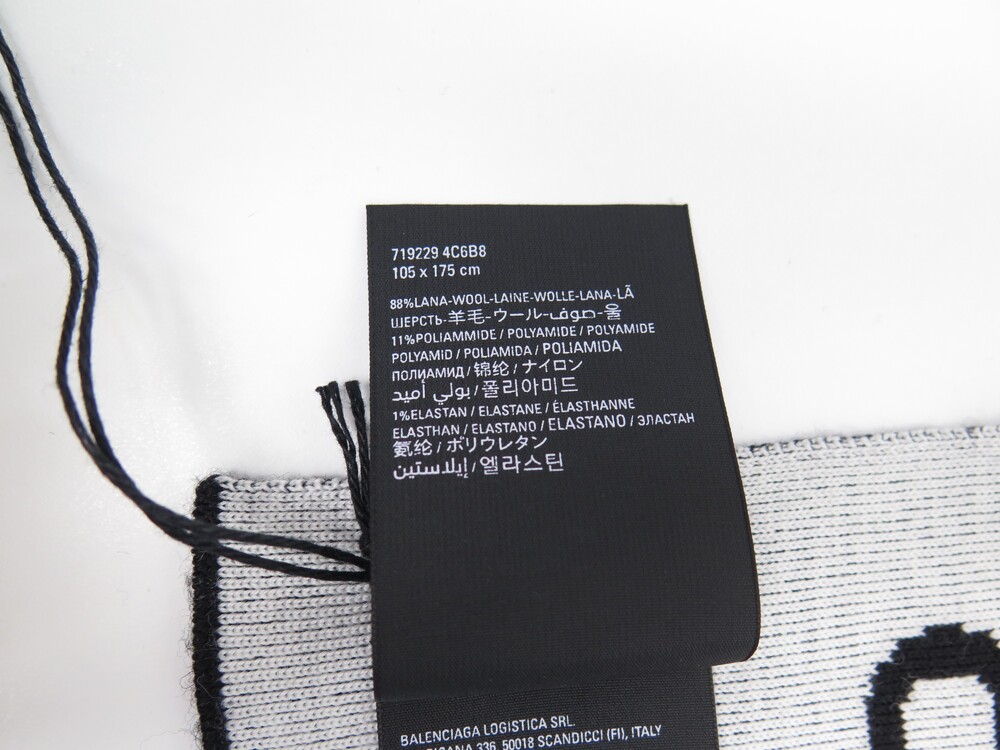 719229 4C6B8
105 x 175 cm
88%LANA-WOOL-LAINE-WOLLE-LANA-LÃ
ШЕРСТЬ-羊毛-ウール-صوف-울
11%POLIAMMIDE / POLYAMIDE / POLYAMIDE
POLYAMID / POLIAMIDA / POLIAMIDA
ПОЛИАМИД / 锦纶 / ナイロン
بولي أميد / 폴리아미드
1%ELASTAN / ELASTANE / ÉLASTHANNE
ELASTHAN / ELASTANO / ELASTANO / ЭЛАСТАН
氨纶 / ポリウレタン
إيلاستين / 엘라스틴
BALENCIAGA LOGISTICA SRL.
336, 50018 SCANDICCI (FI), ITALY